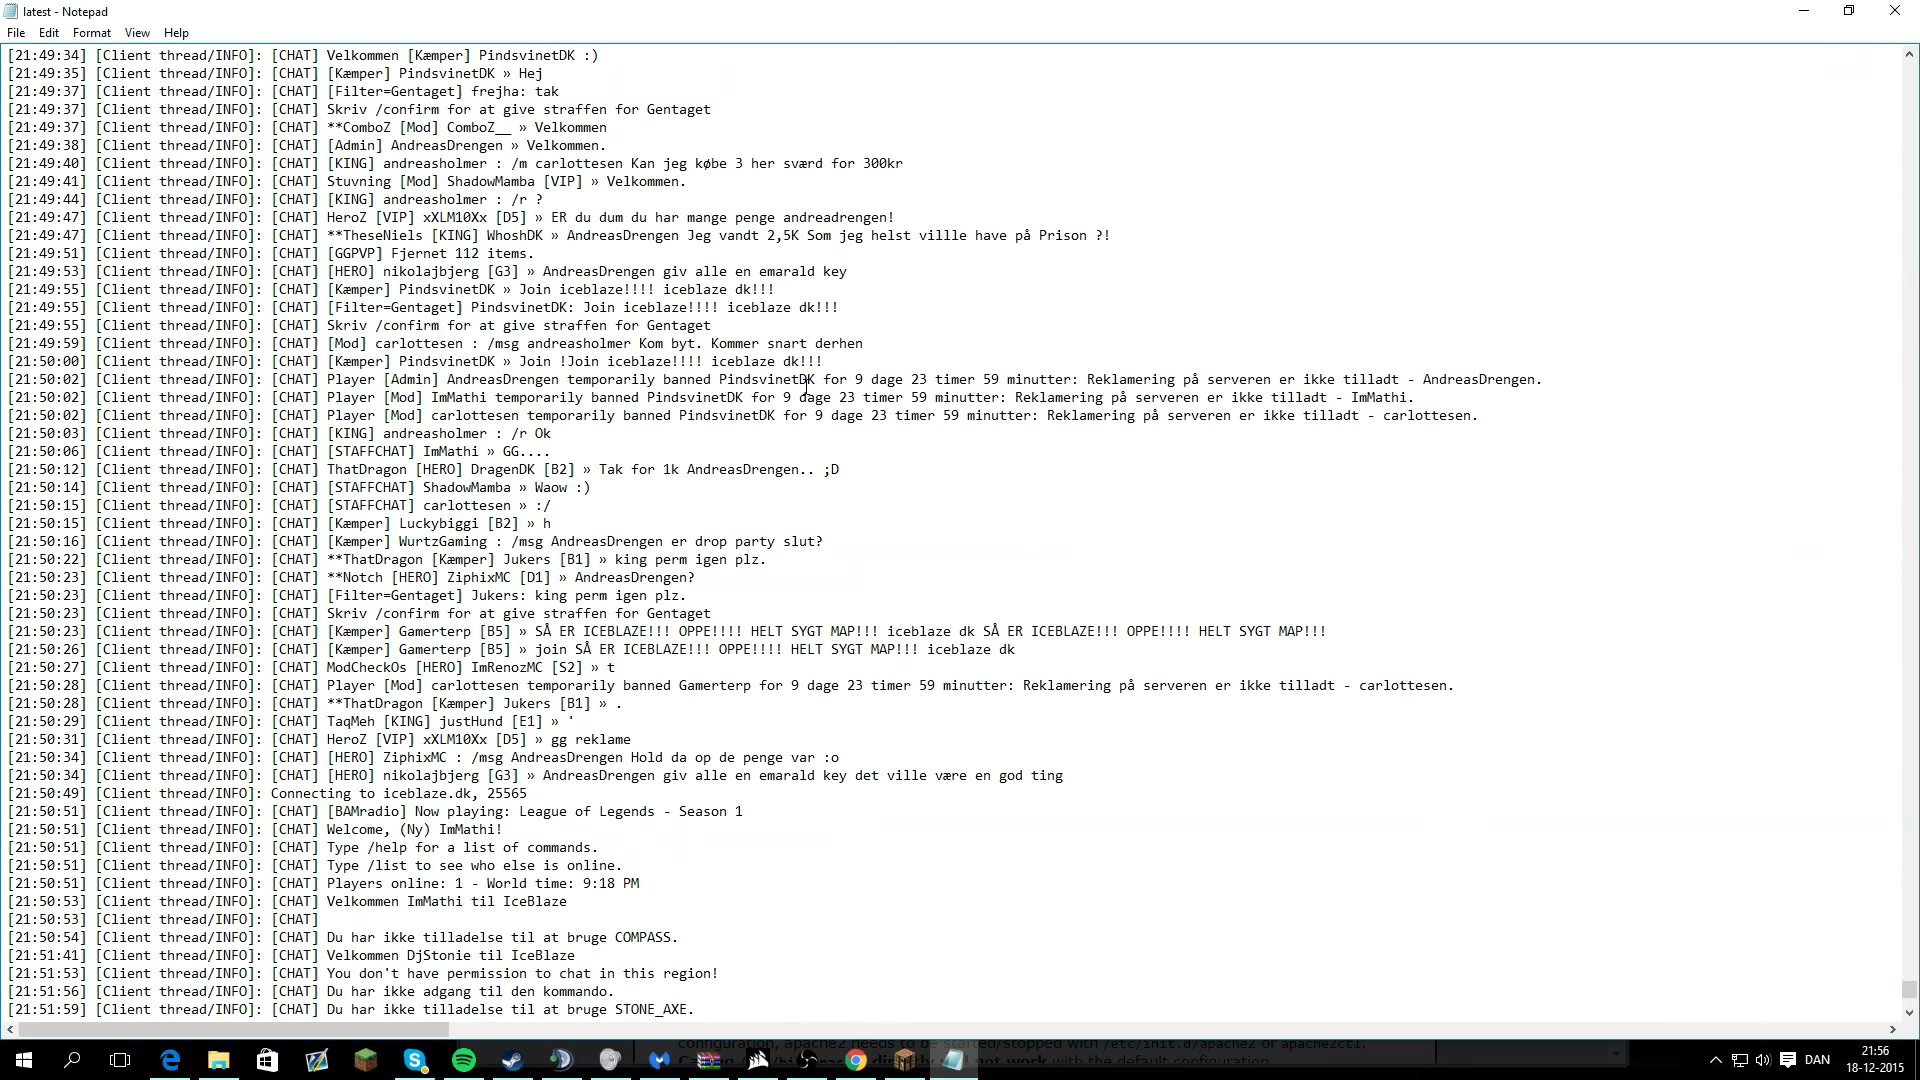 latest - Notepad
File Edit Format View Help
[21:49:34] [Client thread/INFO]: [CHAT] Velkommen [Kæmper] PindsvinetDK :)
[21:49:35] [Client thread/INFO]: [CHAT] [Kæmper] PindsvinetDK » Hej
[21:49:37] [Client thread/INFO]: [CHAT] [Filter=Gentaget] frejha: tak
[21:49:37] [Client thread/INFO]: [CHAT] Skriv /confirm for at give straffen for Gentaget
[21:49:37] [Client thread/INFO]: [CHAT] **ComboZ [Mod] ComboZ__ » Velkommen
[21:49:38] [Client thread/INFO]: [CHAT] [Admin] AndreasDrengen » Velkommen.
[21:49:40] [Client thread/INFO]: [CHAT] [KING] andreasholmer : /m carlottesen Kan jeg købe 3 her sværd for 300kr
[21:49:41] [Client thread/INFO]: [CHAT] Stuvning [Mod] ShadowMamba [VIP] » Velkommen.
[21:49:44] [Client thread/INFO]: [CHAT] [KING] andreasholmer : /r ?
[21:49:47] [Client thread/INFO]: [CHAT] HeroZ [VIP] xXLM10Xx [D5] » ER du dum du har mange penge andreadrengen!
[21:49:47] [Client thread/INFO]: [CHAT] **TheseNiels [KING] WhoshDK » AndreasDrengen Jeg vandt 2,5K Som jeg helst villle have på Prison ?!
[21:49:51] [Client thread/INFO]: [CHAT] [GGPVP] Fjernet 112 items.
[21:49:53] [Client thread/INFO]: [CHAT] [HERO] nikolajbjerg [G3] » AndreasDrengen giv alle en emarald key
[21:49:55] [Client thread/INFO]: [CHAT] [Kæmper] PindsvinetDK » Join iceblaze!!!! iceblaze dk!!!
[21:49:55] [Client thread/INFO]: [CHAT] [Filter=Gentaget] PindsvinetDK: Join iceblaze!!!! iceblaze dk!!!
[21:49:55] [Client thread/INFO]: [CHAT] Skriv /confirm for at give straffen for Gentaget
[21:49:59] [Client thread/INFO]: [CHAT] [Mod] carlottesen : /msg andreasholmer Kom byt. Kommer snart derhen
[21:50:00] [Client thread/INFO]: [CHAT] [Kæmper] PindsvinetDK » Join !Join iceblaze!!!! iceblaze dk!!!
[21:50:02] [Client thread/INFO]: [CHAT] Player [Admin] AndreasDrengen temporarily banned PindsvinetDK for 9 dage 23 timer 59 minutter: Reklamering på serveren er ikke tilladt - AndreasDrengen.
[21:50:02] [Client thread/INFO]: [CHAT] Player [Mod] ImMathi temporarily banned PindsvinetDK for 9 dage 23 timer 59 minutter: Reklamering på serveren er ikke tilladt - ImMathi.
[21:50:02] [Client thread/INFO]: [CHAT] Player [Mod] carlottesen temporarily banned PindsvinetDK for 9 dage 23 timer 59 minutter: Reklamering på serveren er ikke tilladt - carlottesen.
[21:50:03] [Client thread/INFO]: [CHAT] [KING] andreasholmer : /r Ok
[21:50:06] [Client thread/INFO]: [CHAT] [STAFFCHAT] ImMathi » GG....
[21:50:12] [Client thread/INFO]: [CHAT] ThatDragon [HERO] DragenDK [B2] » Tak for 1k AndreasDrengen.. ;D
[21:50:14] [Client thread/INFO]: [CHAT] [STAFFCHAT] ShadowMamba » Waow :)
[21:50:15] [Client thread/INFO]: [CHAT] [STAFFCHAT] carlottesen » :/
[21:50:15] [Client thread/INFO]: [CHAT] [Kæmper] Luckybiggi [B2] » h
[21:50:16] [Client thread/INFO]: [CHAT] [Kæmper] WurtzGaming : /msg AndreasDrengen er drop party slut?
[21:50:22] [Client thread/INFO]: [CHAT] **ThatDragon [Kæmper] Jukers [B1] » king perm igen plz.
[21:50:23] [Client thread/INFO]: [CHAT] **Notch [HERO] ZiphixMC [D1] » AndreasDrengen?
[21:50:23] [Client thread/INFO]: [CHAT] [Filter=Gentaget] Jukers: king perm igen plz.
[21:50:23] [Client thread/INFO]: [CHAT] Skriv /confirm for at give straffen for Gentaget
[21:50:23] [Client thread/INFO]: [CHAT] [Kæmper] Gamerterp [B5] » SÅ ER ICEBLAZE!!! OPPE!!!! HELT SYGT MAP!!! iceblaze dk SÅ ER ICEBLAZE!!! OPPE!!!! HELT SYGT MAP!!!
[21:50:26] [Client thread/INFO]: [CHAT] [Kæmper] Gamerterp [B5] » join SÅ ER ICEBLAZE!!! OPPE!!!! HELT SYGT MAP!!! iceblaze dk
[21:50:27] [Client thread/INFO]: [CHAT] ModCheckOs [HERO] ImRenozMC [S2] » t
[21:50:28] [Client thread/INFO]: [CHAT] Player [Mod] carlottesen temporarily banned Gamerterp for 9 dage 23 timer 59 minutter: Reklamering på serveren er ikke tilladt - carlottesen.
[21:50:28] [Client thread/INFO]: [CHAT] **ThatDragon [Kæmper] Jukers [B1] » .
[21:50:29] [Client thread/INFO]: [CHAT] TaqMeh [KING] justHund [E1] » '
[21:50:31] [Client thread/INFO]: [CHAT] HeroZ [VIP] xXLM10Xx [D5] » gg reklame
[21:50:34] [Client thread/INFO]: [CHAT] [HERO] ZiphixMC : /msg AndreasDrengen Hold da op de penge var :o
[21:50:34] [Client thread/INFO]: [CHAT] [HERO] nikolajbjerg [G3] » AndreasDrengen giv alle en emarald key det ville være en god ting
[21:50:49] [Client thread/INFO]: Connecting to iceblaze.dk, 25565
[21:50:51] [Client thread/INFO]: [CHAT] [BAMradio] Now playing: League of Legends - Season 1
[21:50:51] [Client thread/INFO]: [CHAT] Welcome, (Ny) ImMathi!
[21:50:51] [Client thread/INFO]: [CHAT] Type /help for a list of commands.
[21:50:51] [Client thread/INFO]: [CHAT] Type /list to see who else is online.
[21:50:51] [Client thread/INFO]: [CHAT] Players online: 1 - World time: 9:18 PM
[21:50:53] [Client thread/INFO]: [CHAT] Velkommen ImMathi til IceBlaze
[21:50:53] [Client thread/INFO]: [CHAT]
[21:50:54] [Client thread/INFO]: [CHAT] Du har ikke tilladelse til at bruge COMPASS.
[21:51:41] [Client thread/INFO]: [CHAT] Velkommen DjStonie til IceBlaze
[21:51:53] [Client thread/INFO]: [CHAT] You don't have permission to chat in this region!
[21:51:56] [Client thread/INFO]: [CHAT] Du har ikke adgang til den kommando.
[21:51:59] [Client thread/INFO]: [CHAT] Du har ikke tilladelse til at bruge STONE_AXE.
DAN
21:56
18-12-2015